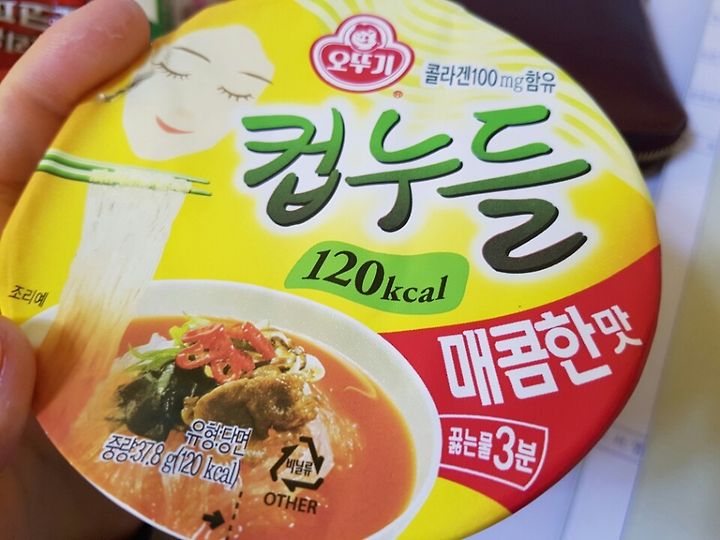 오뚜기
®
콜라겐100mg함유
컵누들
120kcal
조리예
매콤한맛
끓는물3분
유형:당면
중량37.8g(120 kcal)
비닐류
OTHER